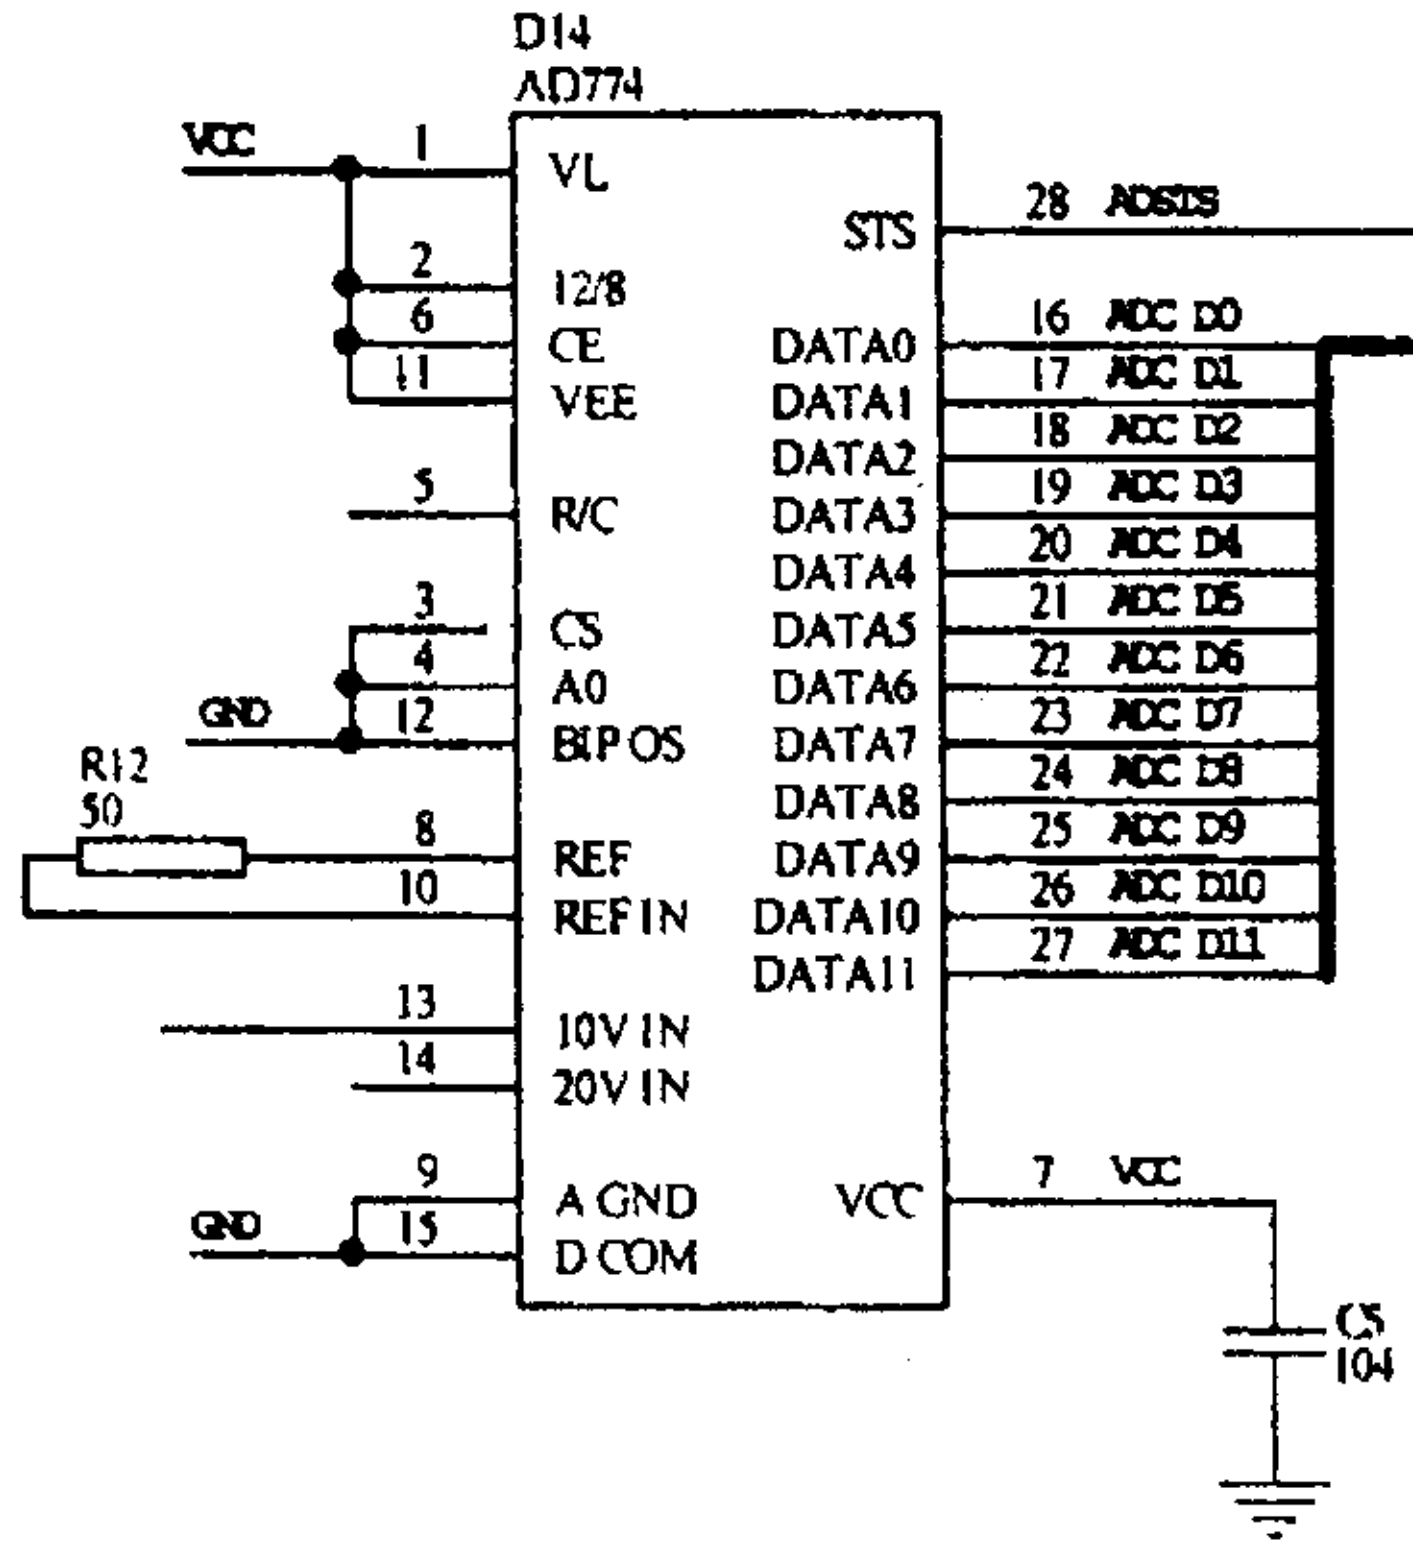 D14
AD774
VCC
1
VL
28 ADSTS
STS
2
12/8
6
CE
11
VEE
5
R/C
3
CS
4
A0
GND
12
BIP OS
R12
50
8
REF
10
REF IN
13
10V IN
14
20V IN
9
A GND
GND
15
D COM
16 ADC D0
DATA0
17 ADC D1
DATA1
18 ADC D2
DATA2
19 ADC D3
DATA3
20 ADC D4
DATA4
21 ADC D5
DATA5
22 ADC D6
DATA6
23 ADC D7
DATA7
24 ADC D8
DATA8
25 ADC D9
DATA9
26 ADC D10
DATA10
27 ADC D11
DATA11
7 VCC
VCC
C5
104